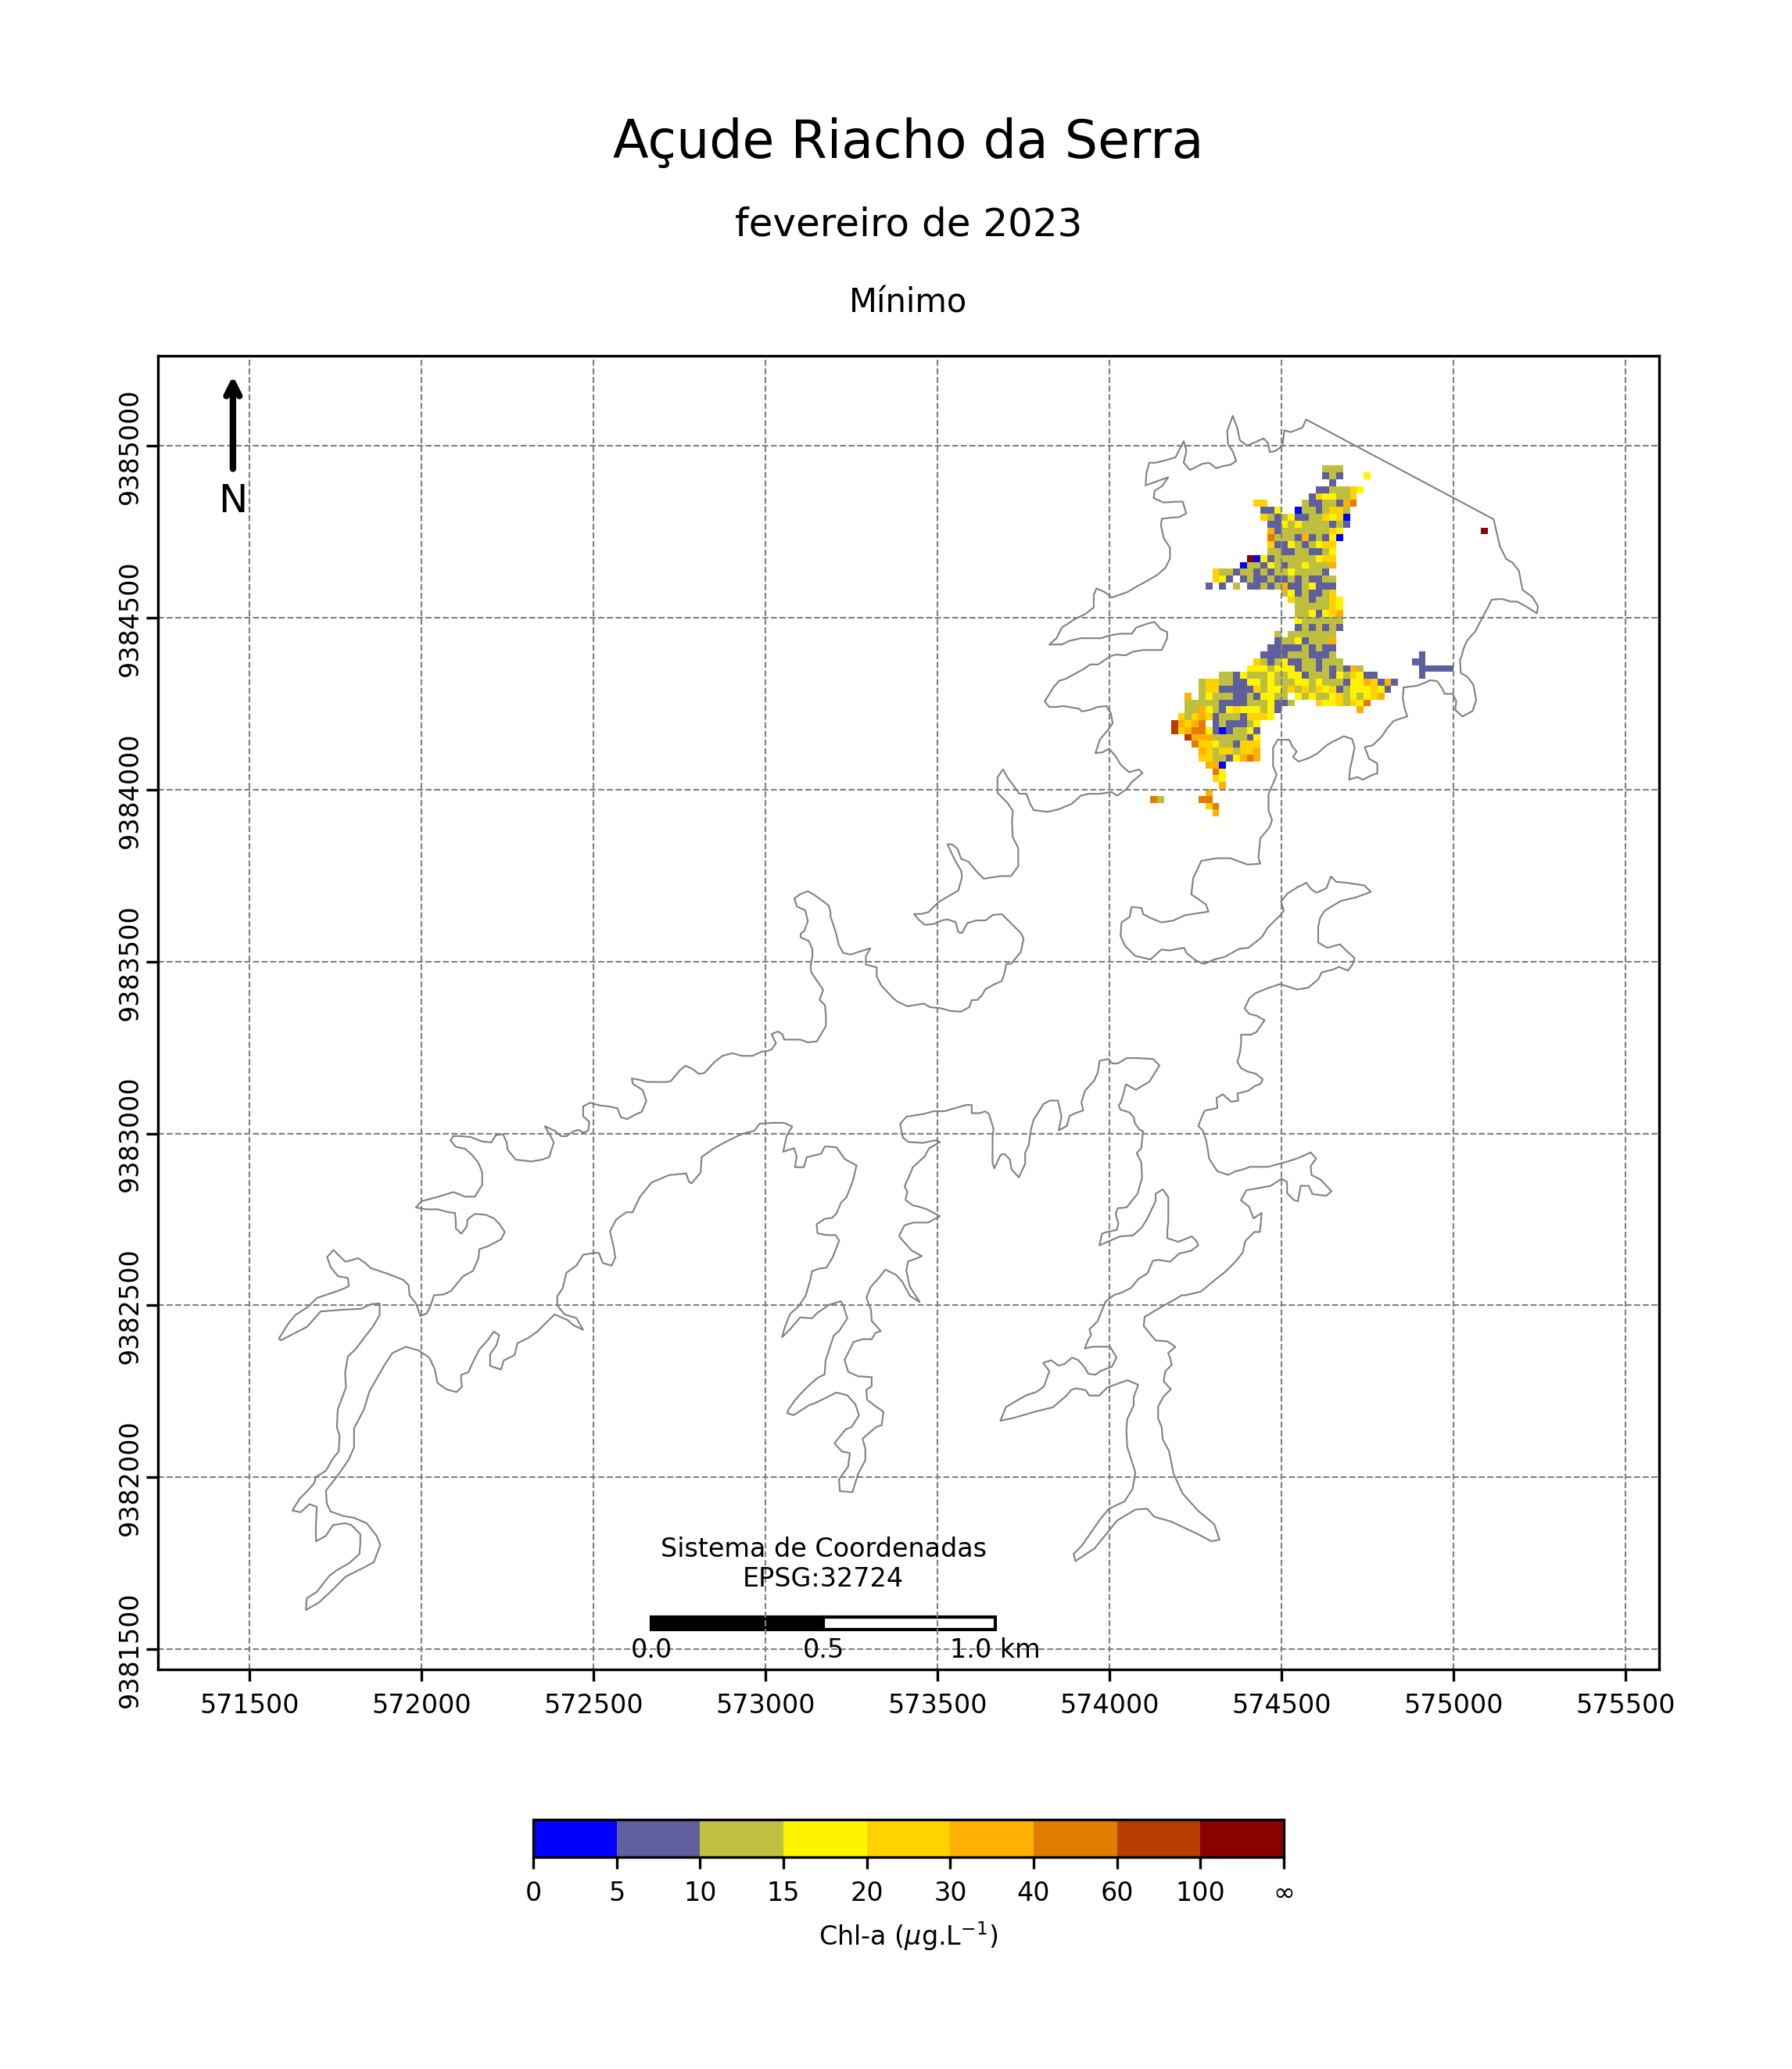 Açude Riacho da Serra
fevereiro de 2023
Mínimo
N
9385000
9384500
9384000
9383500
9383000
9382500
9382000
9381500
Sistema de Coordenadas
EPSG:32724
0.0 0.5 1.0 km
571500 572000 572500 573000 573500 574000 574500 575000 575500
0 5 10 15 20 30 40 60 100 ∞
Chl-a (μg.L⁻¹)